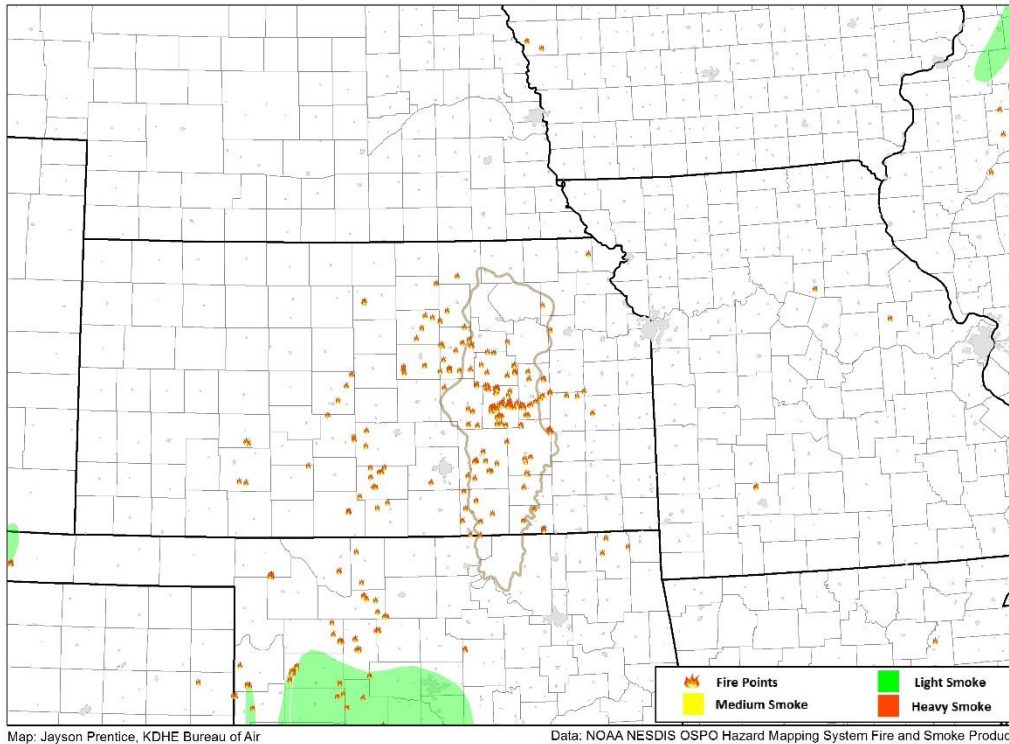 Fire Points
Light Smoke
Medium Smoke
Heavy Smoke
Map: Jayson Prentice, KDHE Bureau of Air
Data: NOAA NESDIS OSPO Hazard Mapping System Fire and Smoke Produc